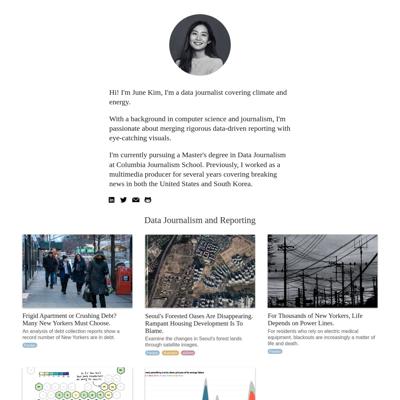 Hi! I'm June Kim, I'm a data journalist covering climate and
energy.
With a background in computer science and journalism, I'm
passionate about merging rigorous data-driven reporting with
eye-catching visuals.
I'm currently pursuing a Master's degree in Data Journalism
at Columbia Journalism School. Previously, I worked as a
multimedia producer for several years covering breaking
news in both the United States and South Korea.
Data Journalism and Reporting
Frigid Apartment or Crushing Debt?
Many New Yorkers Must Choose.
An analysis of debt collection reports show a
record number of New Yorkers are in debt.
Seoul's Forested Oases Are Disappearing.
Rampant Housing Development Is To
Blame.
Examine the changes in Seoul's forest lands
through satellite images.
For Thousands of New Yorkers, Life
Depends on Power Lines.
For residents who rely on electric medical
equipment, blackouts are increasingly a matter of
life and death.